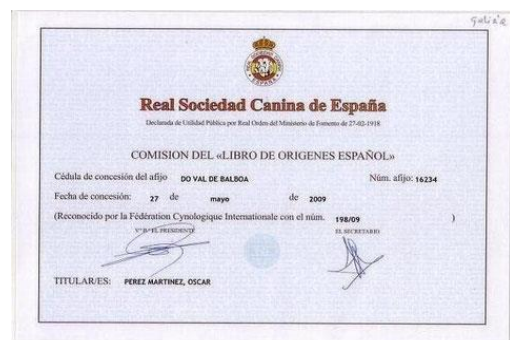 Galicia
Real Sociedad Canina de España
Declarada de Utilidad Pública por Real Orden del Ministerio de Fomento de 27-02-1918
COMISION DEL «LIBRO DE ORIGENES ESPAÑOL»
Cédula de concesión del afijo DO VAL DE BALBOA Núm. afijo: 16234
Fecha de concesión: 27 de mayo de 2009
(Reconocido por la Fédération Cynologique Internationale con el núm. 198/09 )
V.º B.º EL PRESIDENTE EL SECRETARIO
TITULAR/ES: PEREZ MARTINEZ, OSCAR